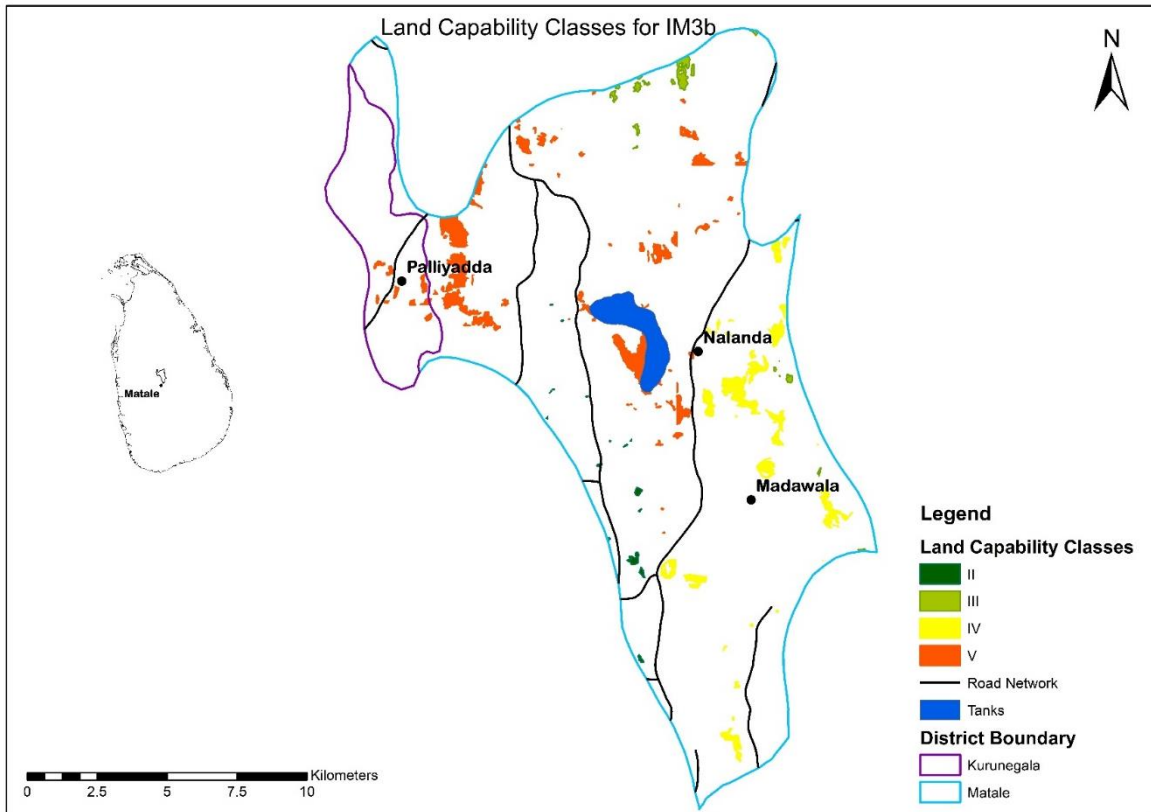 Land Capability Classes for IM3b
N
Palliyadda
Nalanda
Matale
Madawala
Legend
Land Capability Classes
II
III
IV
V
Road Network
Tanks
District Boundary
Kurunegala
Matale
Kilometers
0 2.5 5 7.5 10